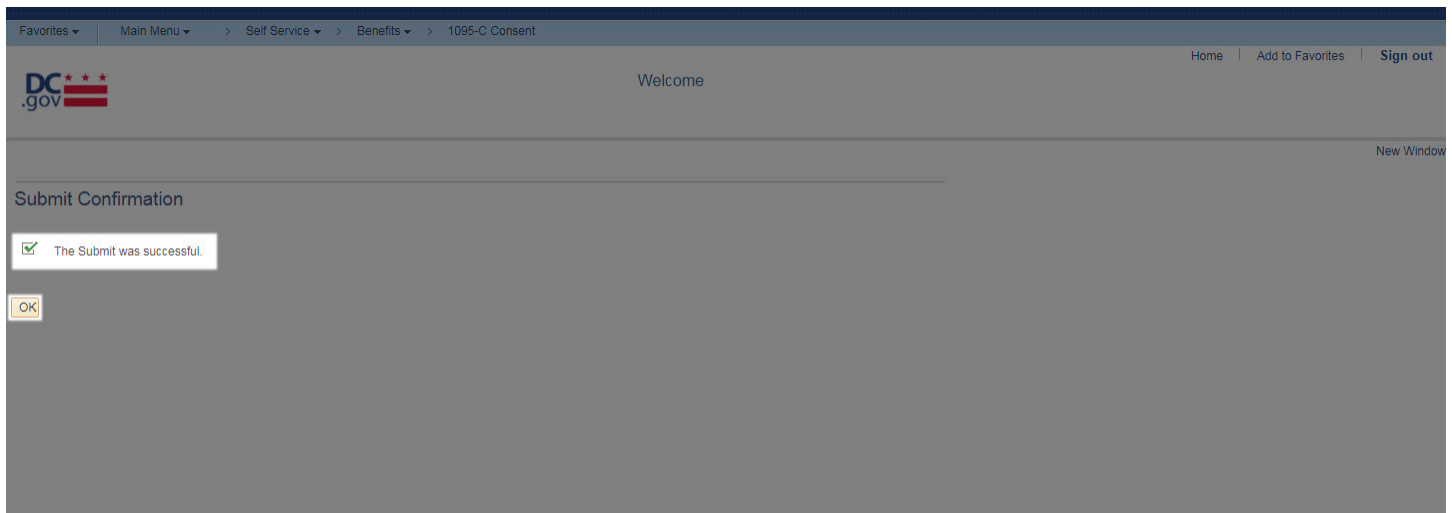 Favorites Main Menu > Self Service > Benefits > 1095-C Consent
Home | Add to Favorites | Sign out
DC
.gov
Welcome
New Window
Submit Confirmation
The Submit was successful.
OK